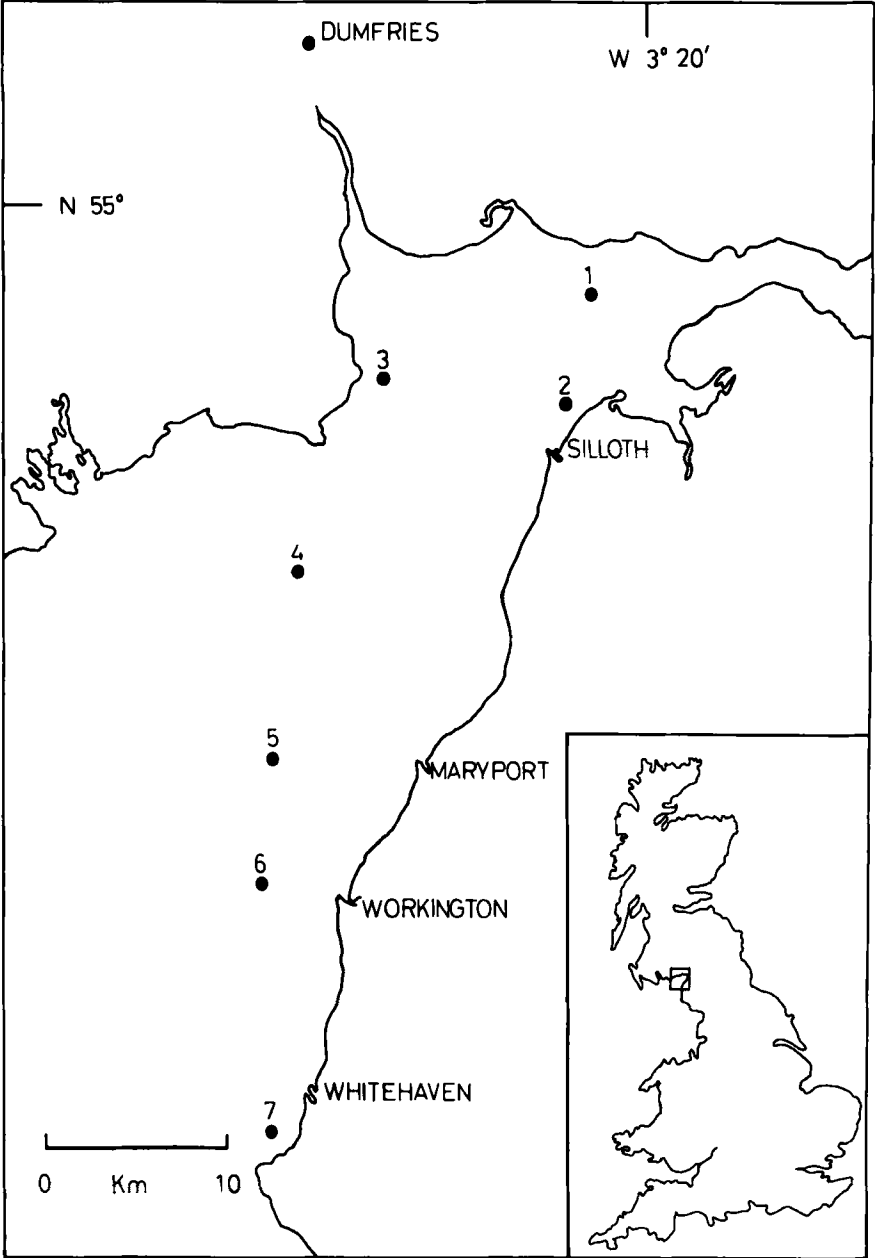 DUMFRIES
W 3° 20'
N 55°
1
3
2
SILLOTH
4
5
MARYPORT
6
WORKINGTON
WHITEHAVEN
7
0 Km 10